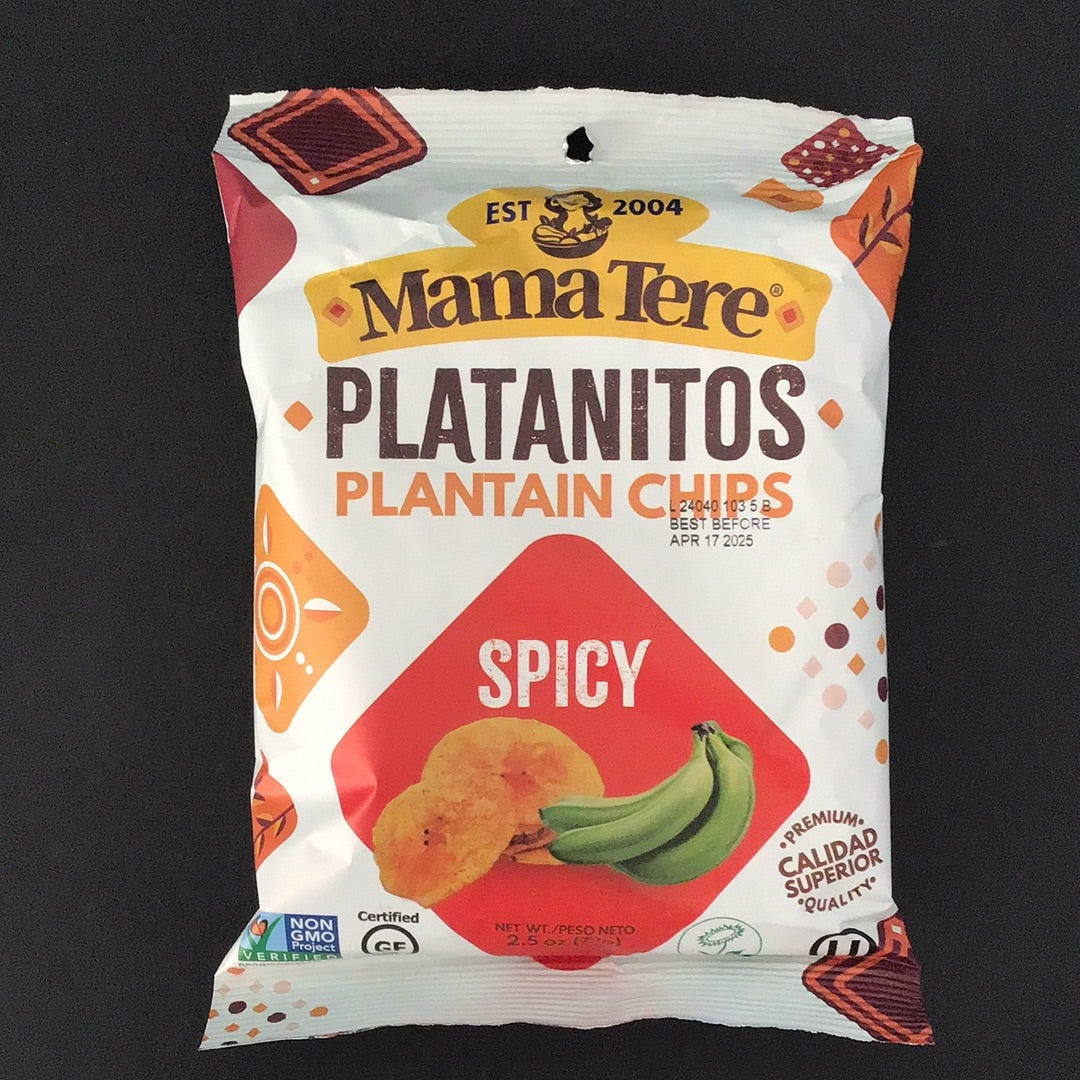 EST 2004
Mama Tere®
PLATANITOS
PLANTAIN CHIPS
L 24040 103 5 B
BEST BEFORE
APR 17 2025
SPICY
•PREMIUM•
CALIDAD
SUPERIOR
•QUALITY•
NON
GMO
Project
VERIFIED
Certified
GF
NET WT./PESO NETO
2.5 oz
U